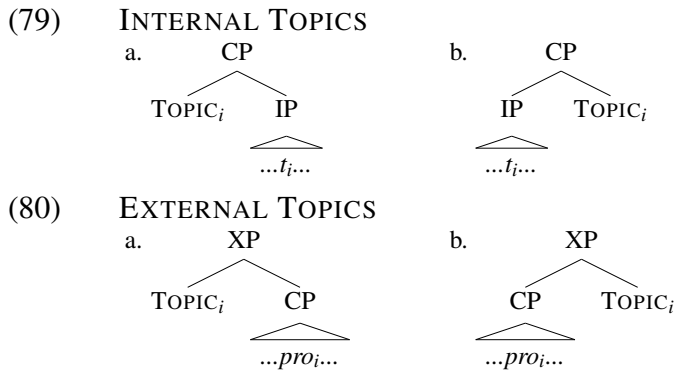 (79) INTERNAL TOPICS
a. CP b. CP
TOPICi IP IP TOPICi
...ti... ...ti...
(80) EXTERNAL TOPICS
a. XP b. XP
TOPICi CP CP TOPICi
...proi... ...proi...